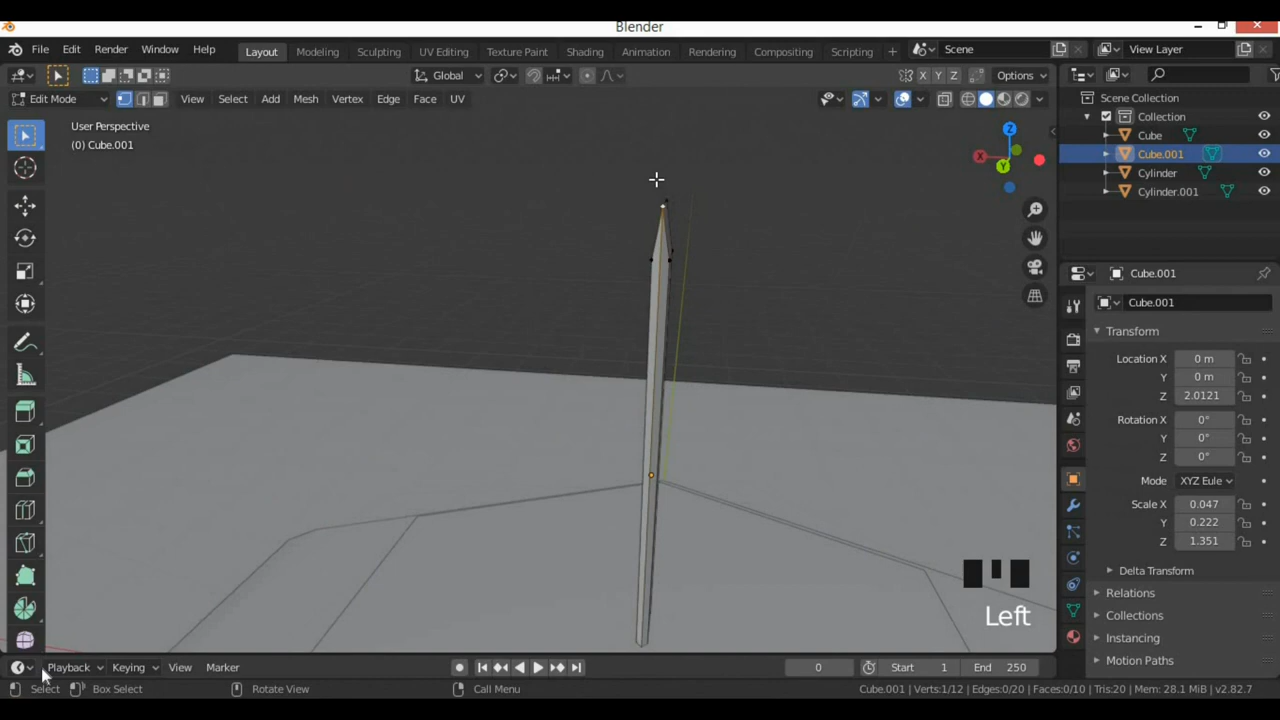 Blender
File Edit Render Window Help Layout Modeling Sculpting UV Editing Texture Paint Shading Animation Rendering Compositing Scripting + Scene View Layer
Global X Y Z Options
Edit Mode View Select Add Mesh Vertex Edge Face UV
User Perspective
(0) Cube.001
Z
X
Y
Scene Collection
Collection
Cube
Cube.001
Cylinder
Cylinder.001
Cube.001
Cube.001
Transform
Location X 0 m
Y 0 m
Z 2.0121
Rotation X 0°
Y 0°
Z 0°
Mode XYZ Eule
Scale X 0.047
Y 0.222
Z 1.351
Delta Transform
Relations
Collections
Instancing
Motion Paths
Left
Playback Keying View Marker 0 Start 1 End 250
Select Box Select Rotate View Call Menu Cube.001 | Verts:1/12 | Edges:0/20 | Faces:0/10 | Tris:20 | Mem: 28.1 MiB | v2.82.7